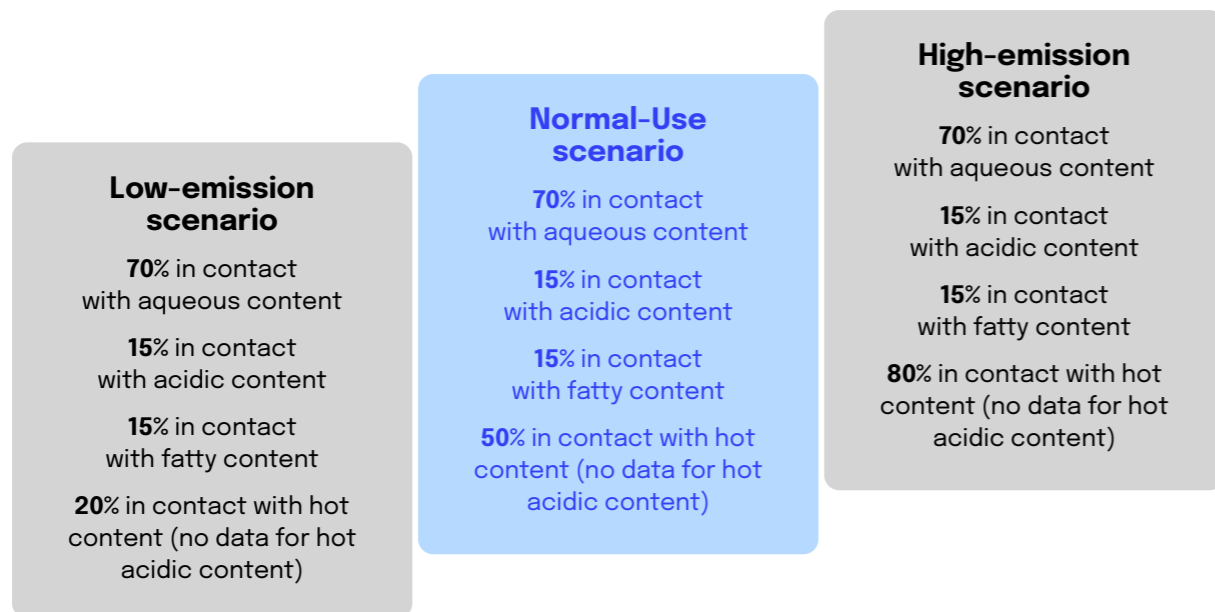 Low-emission
scenario
70% in contact
with aqueous content
15% in contact
with acidic content
15% in contact
with fatty content
20% in contact with hot
content (no data for hot
acidic content)
Normal-Use
scenario
70% in contact
with aqueous content
15% in contact
with acidic content
15% in contact
with fatty content
50% in contact with hot
content (no data for hot
acidic content)
High-emission
scenario
70% in contact
with aqueous content
15% in contact
with acidic content
15% in contact
with fatty content
80% in contact with hot
content (no data for hot
acidic content)